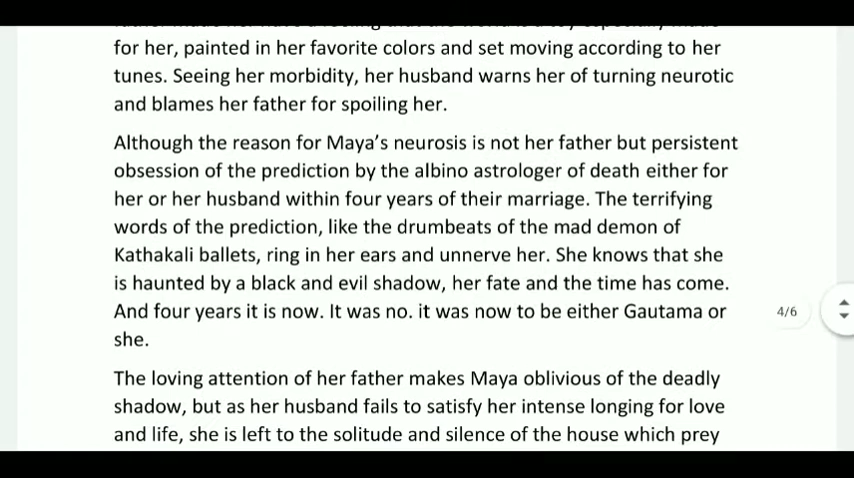 for her, painted in her favorite colors and set moving according to her
tunes. Seeing her morbidity, her husband warns her of turning neurotic
and blames her father for spoiling her.
Although the reason for Maya's neurosis is not her father but persistent
obsession of the prediction by the albino astrologer of death either for
her or her husband within four years of their marriage. The terrifying
words of the prediction, like the drumbeats of the mad demon of
Kathakali ballets, ring in her ears and unnerve her. She knows that she
is haunted by a black and evil shadow, her fate and the time has come.
And four years it is now. It was no. it was now to be either Gautama or
she.
4/6
The loving attention of her father makes Maya oblivious of the deadly
shadow, but as her husband fails to satisfy her intense longing for love
and life, she is left to the solitude and silence of the house which prey